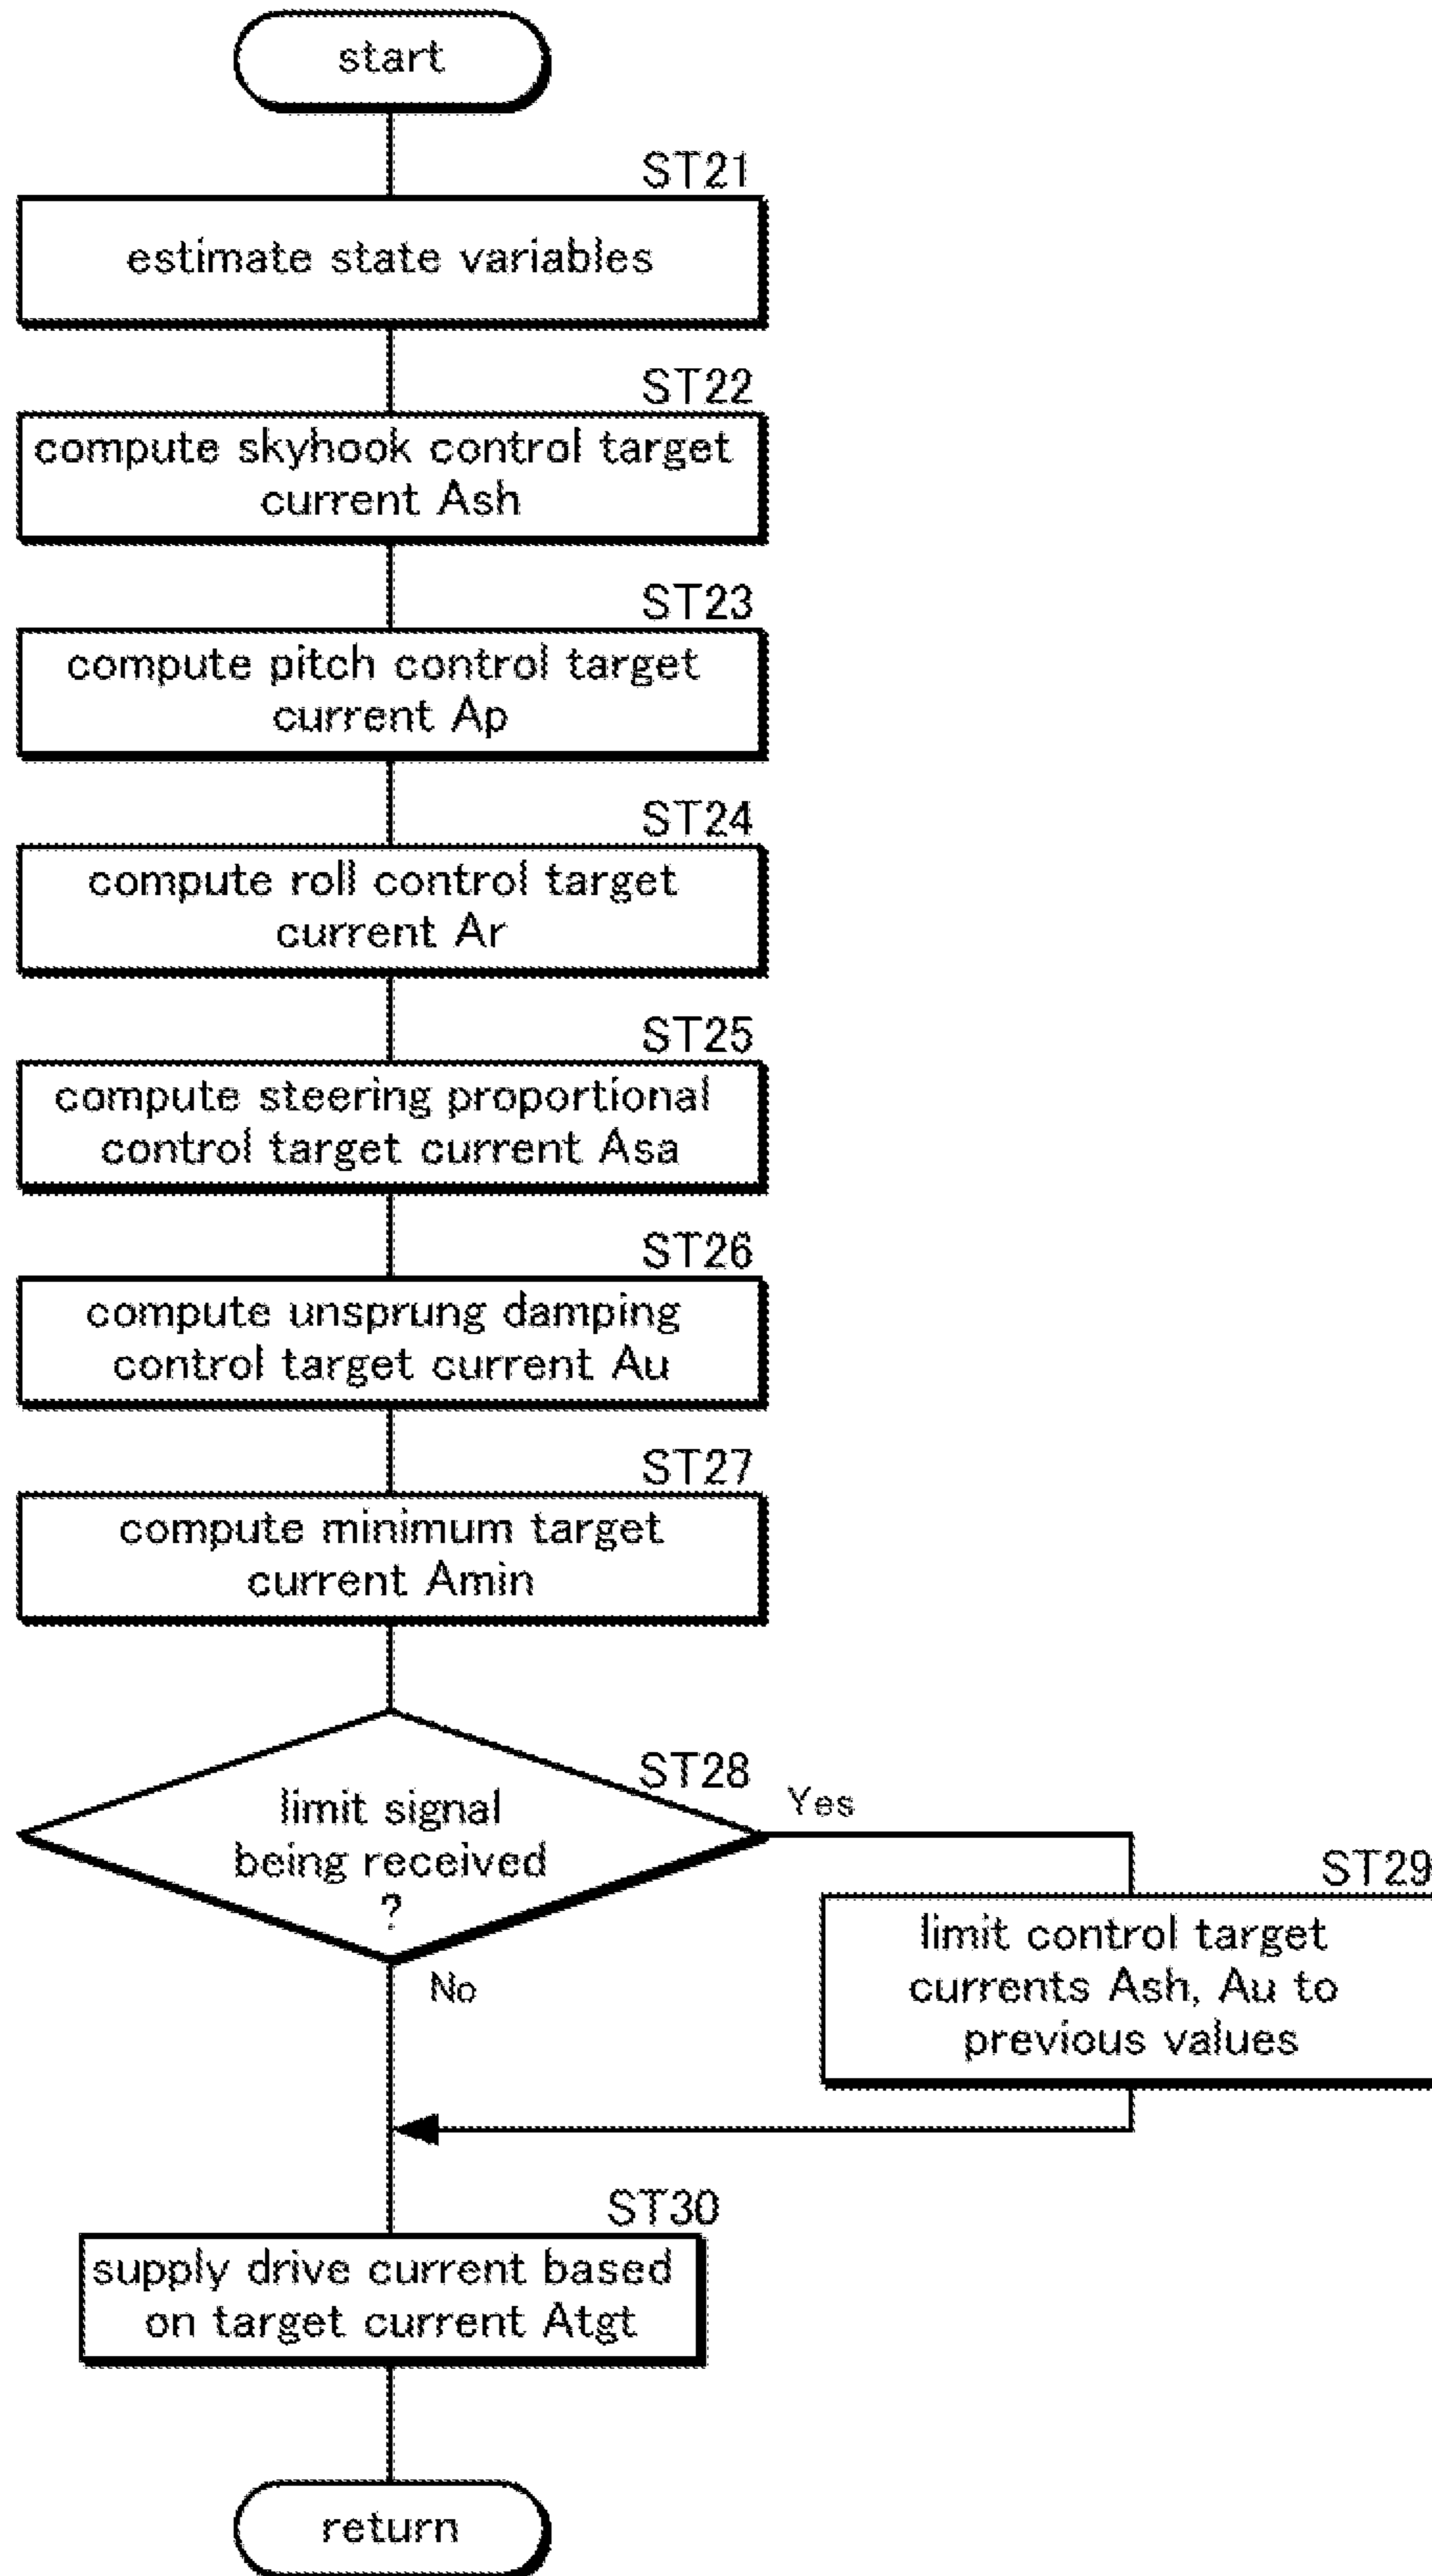 start
ST21
estimate state variables
ST22
compute skyhook control target
current Ash
ST23
compute pitch control target
current Ap
ST24
compute roll control target
current Ar
ST25
compute steering proportional
control target current Asa
ST26
compute unsprung damping
control target current Au
ST27
compute minimum target
current Amin
ST28
limit signal
being received
?
Yes
No
ST29
limit control target
currents Ash, Au to
previous values
ST30
supply drive current based
on target current Atgt
return